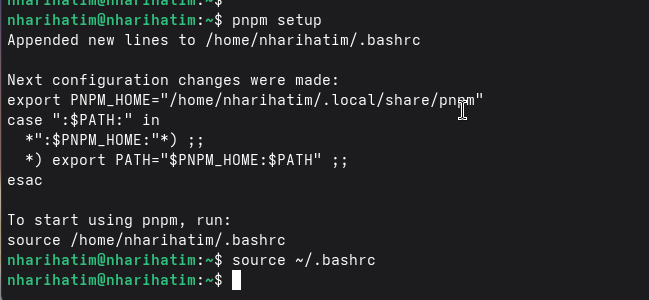 nharihatim@nharihatim:~$
nharihatim@nharihatim:~$ pnpm setup
Appended new lines to /home/nharihatim/.bashrc
Next configuration changes were made:
export PNPM_HOME="/home/nharihatim/.local/share/pnpm"
case ":$PATH:" in
  *":$PNPM_HOME:"*) ;;
  *) export PATH="$PNPM_HOME:$PATH" ;;
esac
To start using pnpm, run:
source /home/nharihatim/.bashrc
nharihatim@nharihatim:~$ source ~/.bashrc
nharihatim@nharihatim:~$